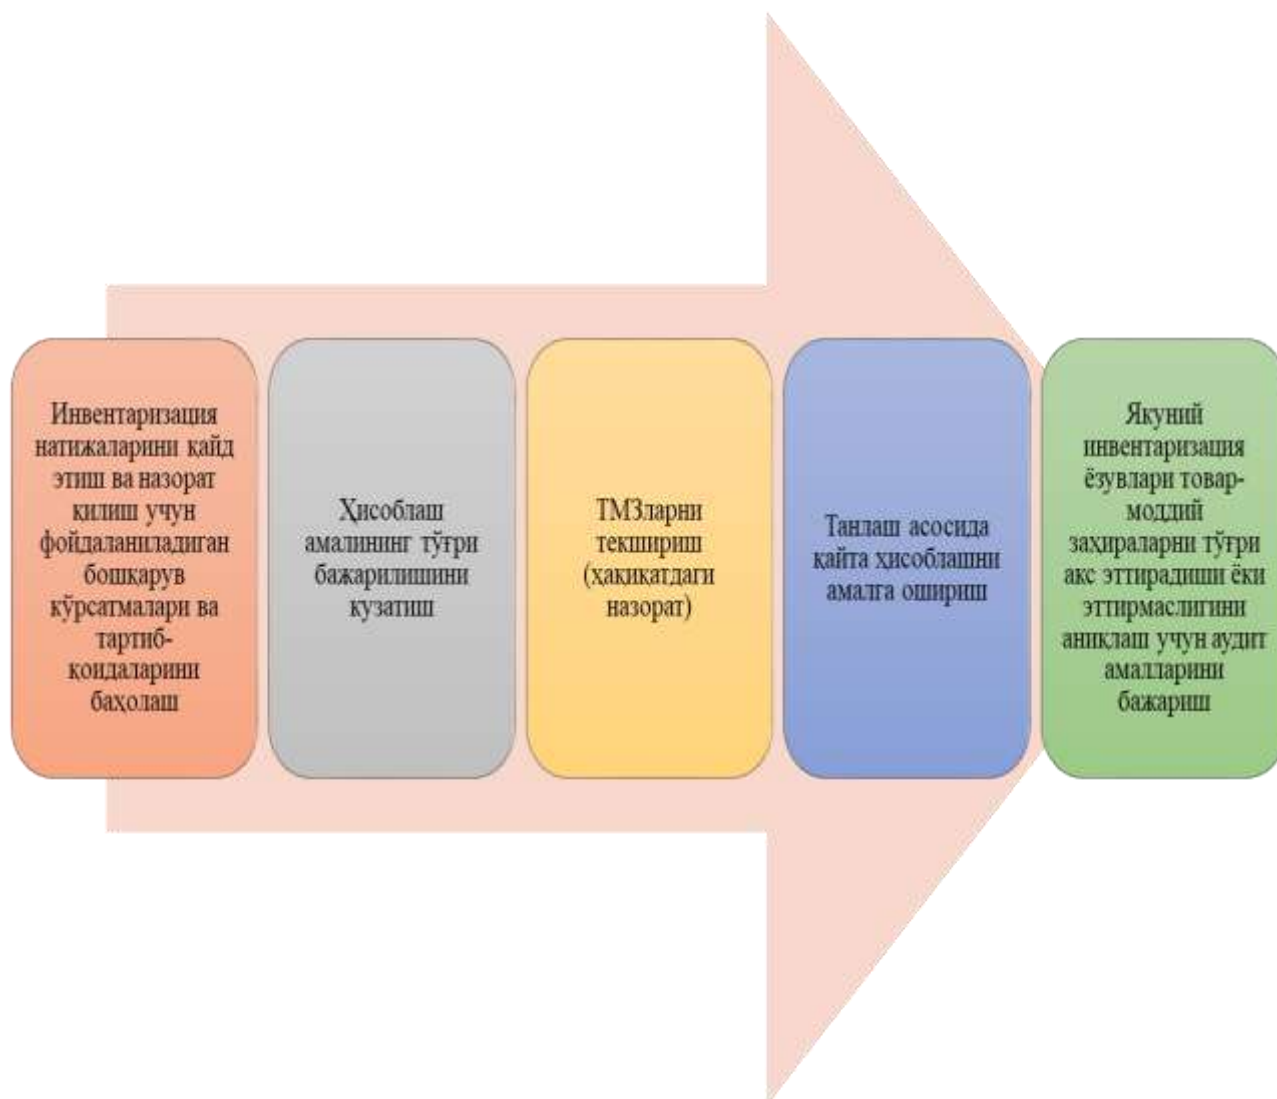 Инвентаризация
натижаларини қайд
этиш ва назорат
қилиш учун
фойдаланиладиган
бошқарув
кўрсатмалари ва
тартиб-
қоидаларини
баҳолаш
Ҳисоблаш
амалининг тўғри
бажарилишини
кузатиш
ТМЗларни
текшириш
(ҳақиқатдаги
назорат)
Танлаш асосида
қайта ҳисоблашни
амалга ошириш
Якуний
инвентаризация
ёзувлари товар-
моддий
заҳираларни тўғри
акс эттирадиши ёки
эттирмаслигини
аниқлаш учун аудит
амалларини
бажариш